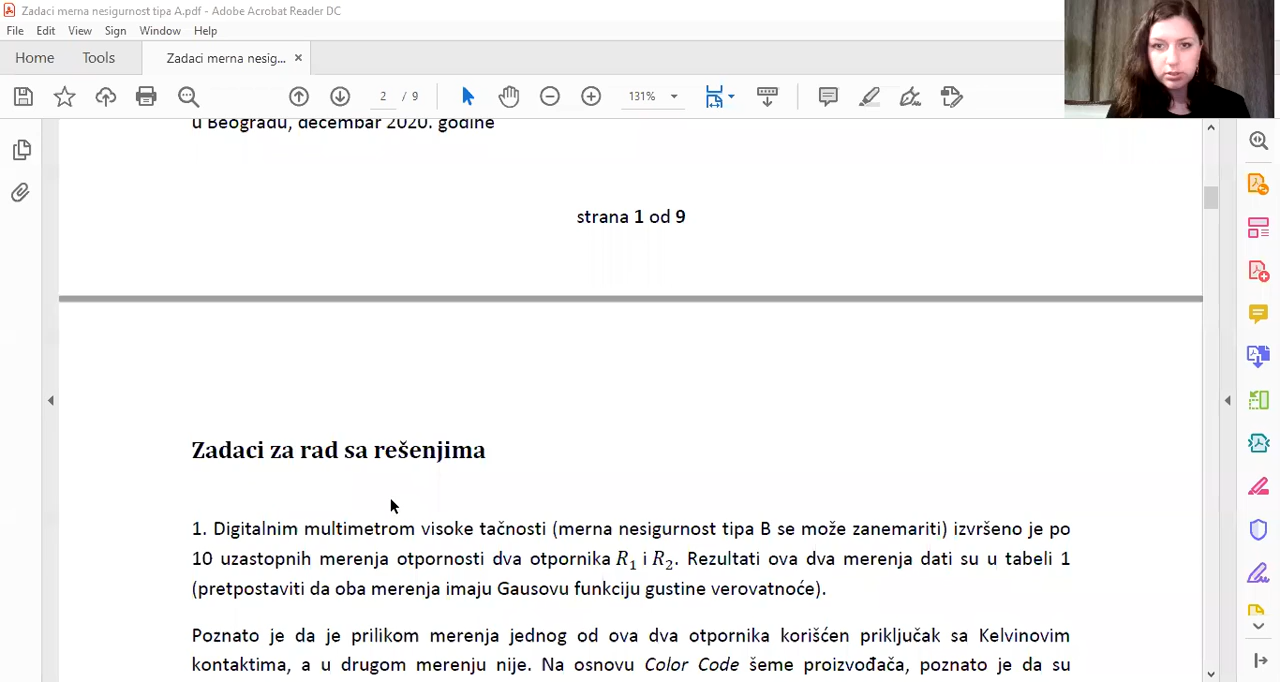 Zadaci merna nesigurnost tipa A.pdf - Adobe Acrobat Reader DC
File Edit View Sign Window Help
Home Tools Zadaci merna nesig... ×
2 / 9 131%
u Beogradu, decembar 2020. godine
strana 1 od 9
Zadaci za rad sa rešenjima
1. Digitalnim multimetrom visoke tačnosti (merna nesigurnost tipa B se može zanemariti) izvršeno je po
10 uzastopnih merenja otpornosti dva otpornika R₁ i R₂. Rezultati ova dva merenja dati su u tabeli 1
(pretpostaviti da oba merenja imaju Gausovu funkciju gustine verovatnoće).
Poznato je da je prilikom merenja jednog od ova dva otpornika korišćen priključak sa Kelvinovim
kontaktima, a u drugom merenju nije. Na osnovu Color Code šeme proizvođača, poznato je da su